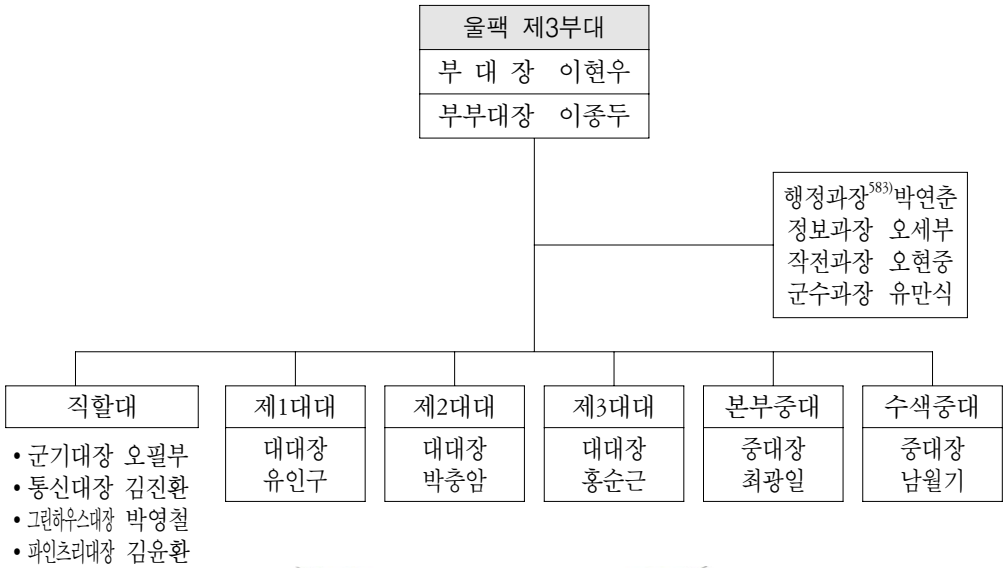 울팩 제3부대
부 대 장 이현우
부부대장 이종두
행정과장583)박연춘
정보과장 오세부
작전과장 오현중
군수과장 유만식
직할대
• 군기대장 오필부
• 통신대장 김진환
• 그린하우스대장 박영철
• 파인츠리대장 김윤환
제1대대
대대장
유인구
제2대대
대대장
박충암
제3대대
대대장
홍순근
본부중대
중대장
최광일
수색중대
중대장
남월기